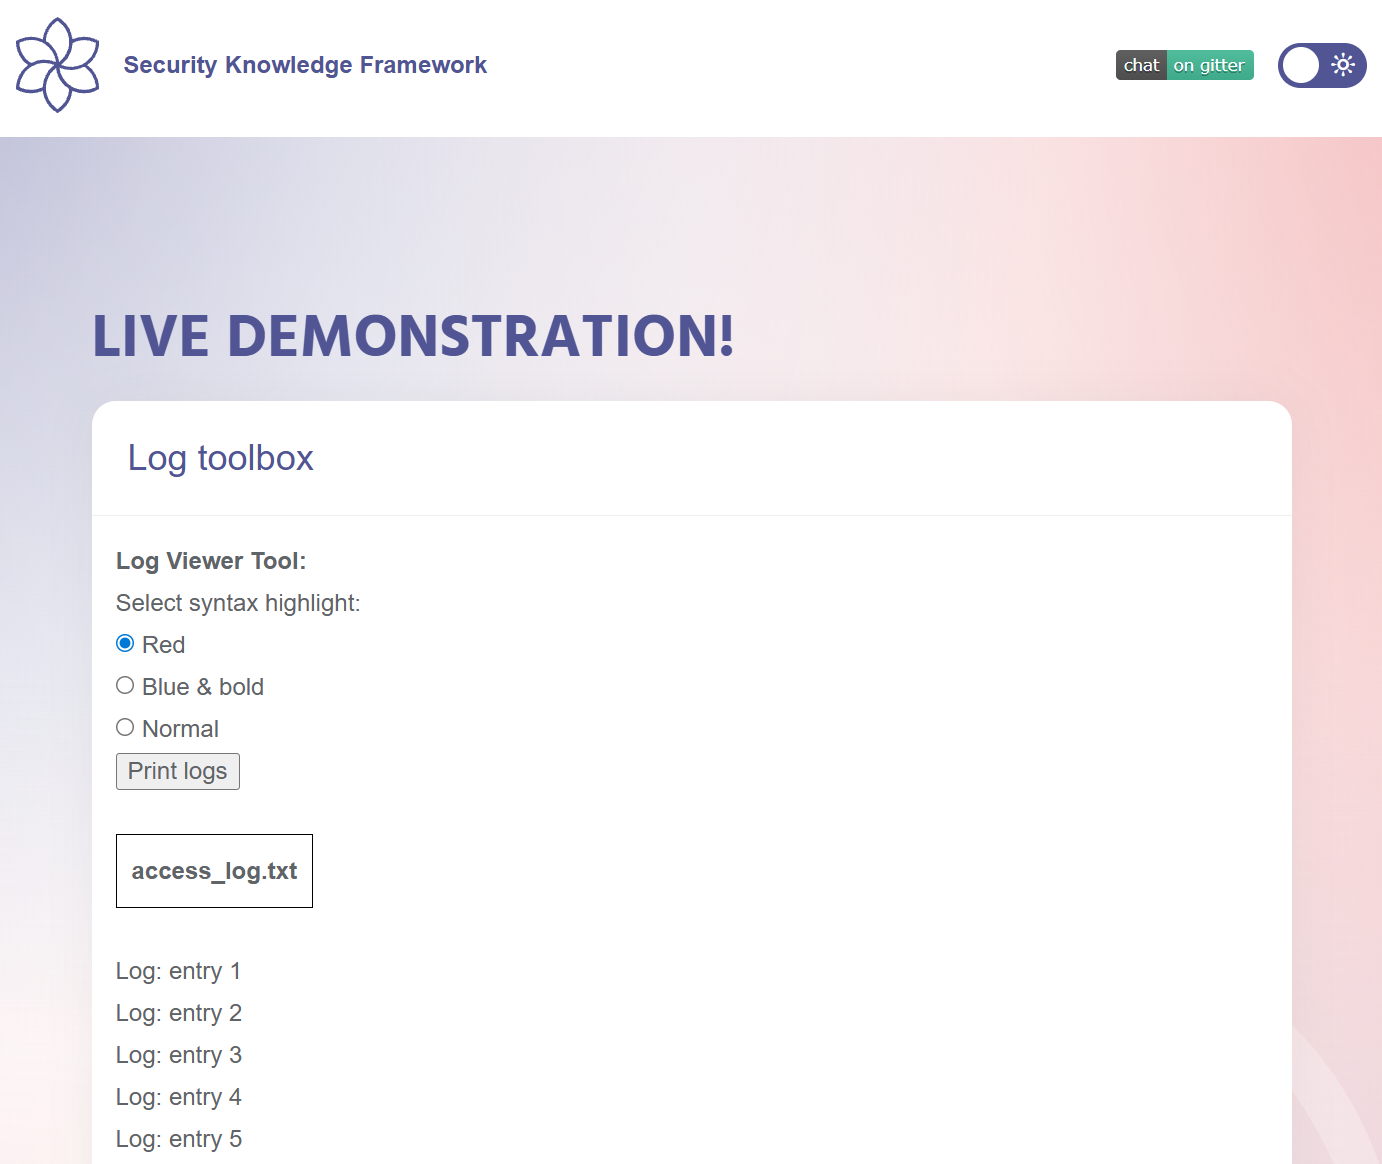 Security Knowledge Framework
chat on gitter
LIVE DEMONSTRATION!
Log toolbox
Log Viewer Tool:
Select syntax highlight:
Red
Blue & bold
Normal
Print logs
access_log.txt
Log: entry 1
Log: entry 2
Log: entry 3
Log: entry 4
Log: entry 5